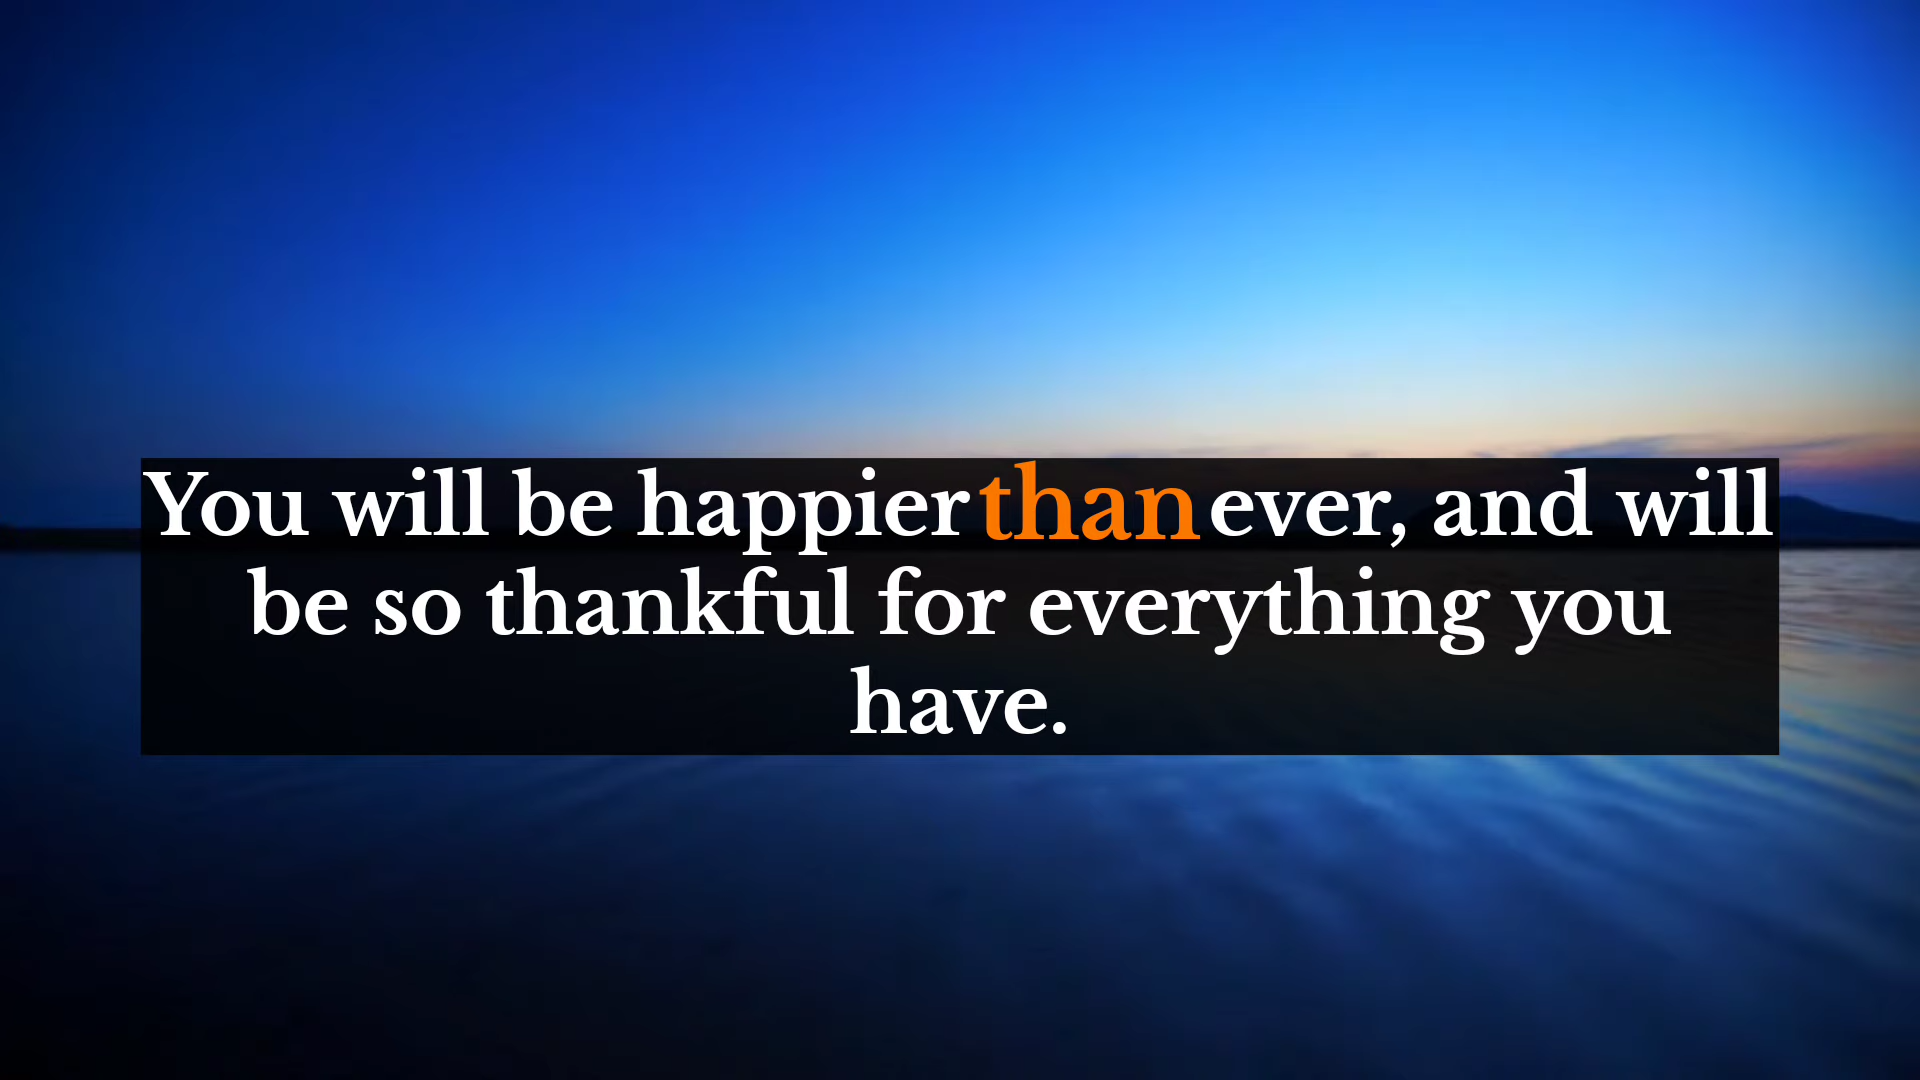 You will be happier than ever, and will
be so thankful for everything you
have.